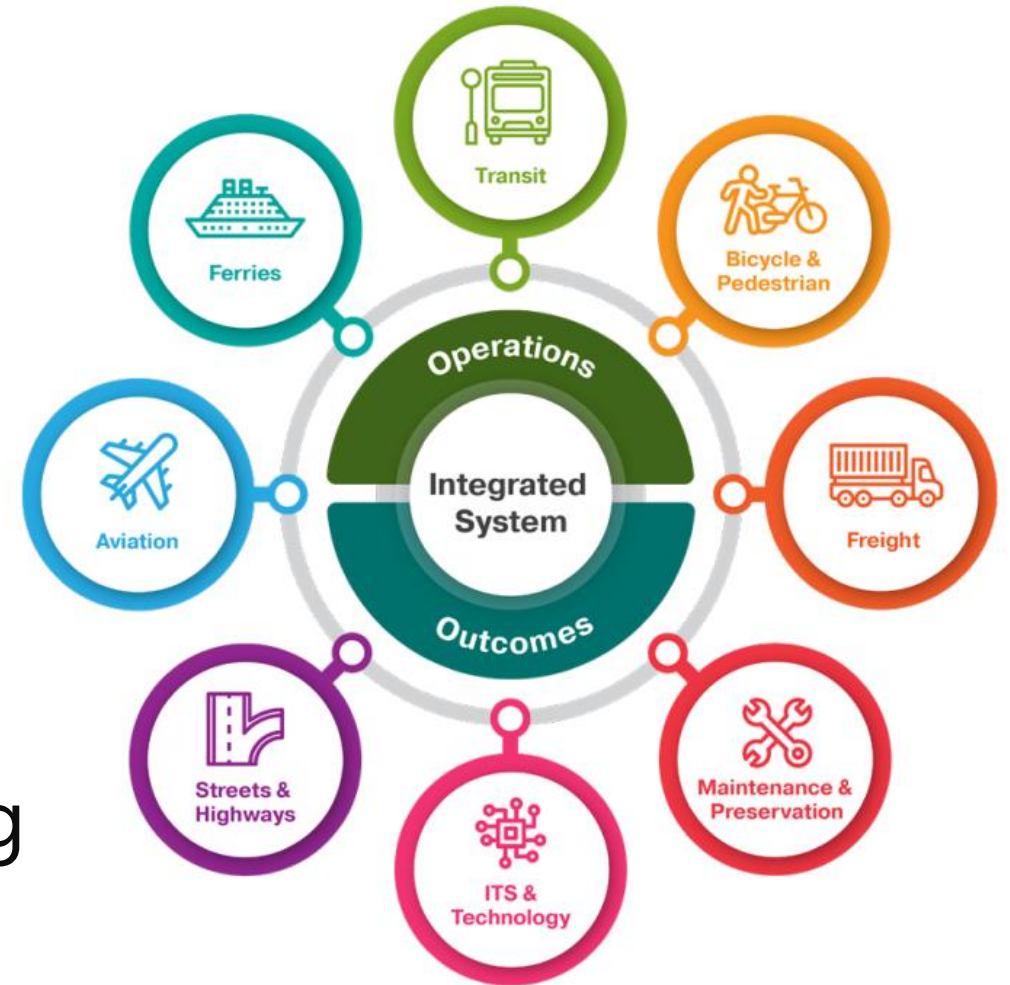 Transit
Bicycle &
Pedestrian
Ferries
Operations
Integrated
System
Freight
Aviation
Outcomes
Streets &
Highways
Maintenance &
Preservation
ITS &
Technology
g